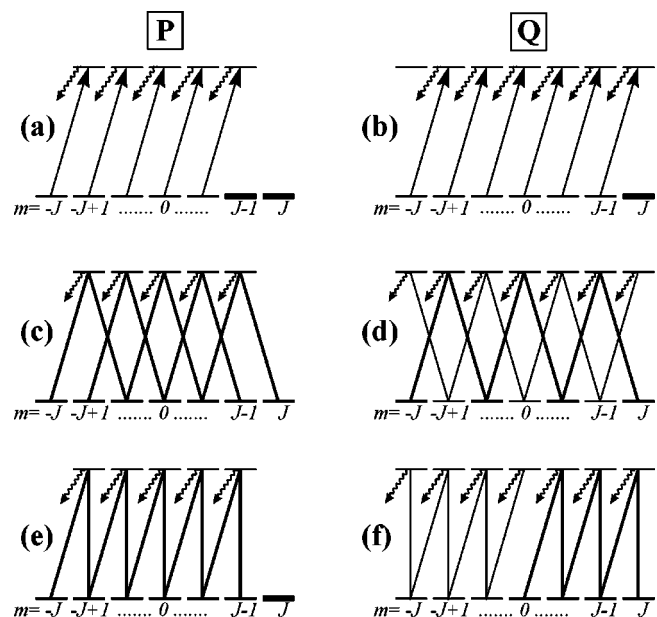 P Q
(a) (b)
m= -J -J+1 ....... 0 ....... J-1 J m= -J -J+1 ....... 0 ....... J-1 J
(c) (d)
m= -J -J+1 ....... 0 ....... J-1 J m= -J -J+1 ....... 0 ....... J-1 J
(e) (f)
m= -J -J+1 ....... 0 ....... J-1 J m= -J -J+1 ....... 0 ....... J-1 J